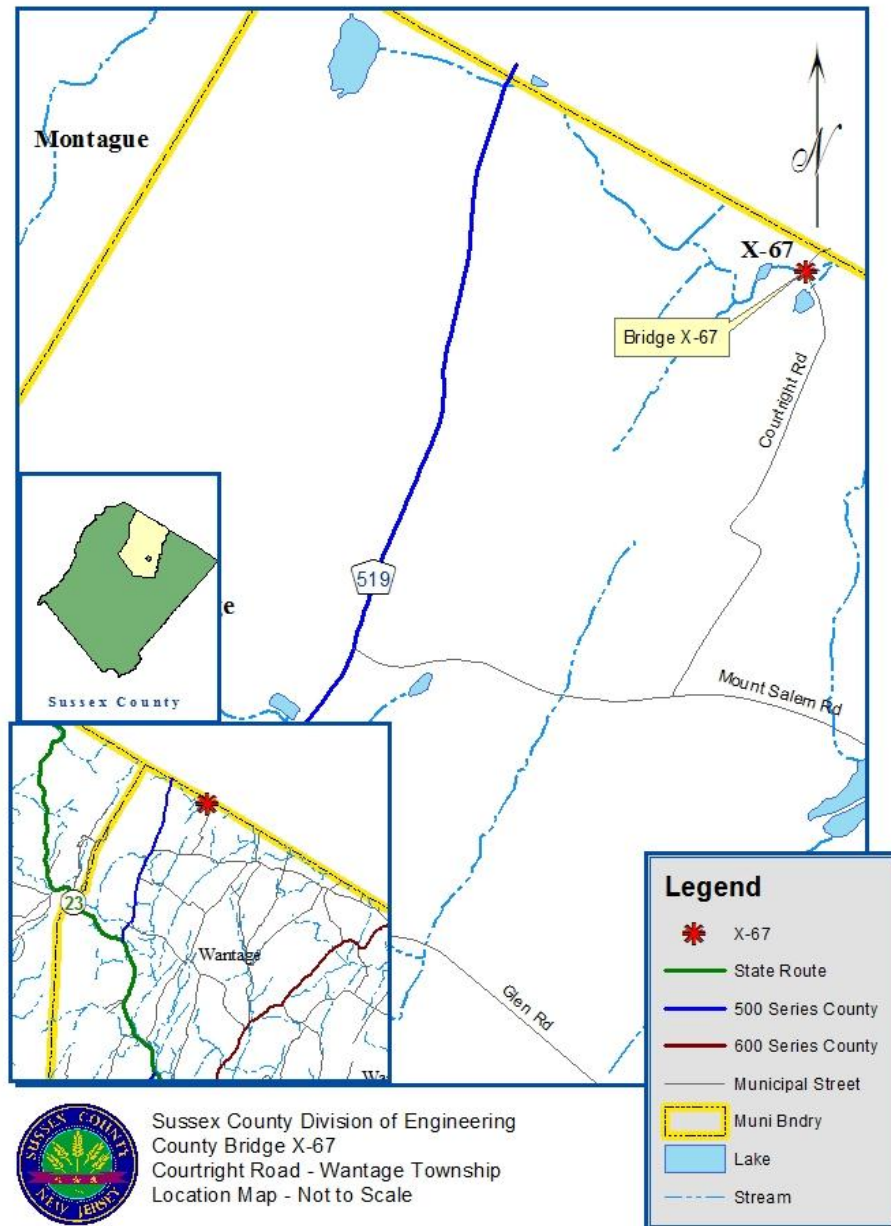 Montague
N
X-67
Bridge X-67
Courtright Rd
519
e
Sussex County
Mount Salem Rd
23
Wantage
Glen Rd
Wa
Legend
X-67
State Route
500 Series County
600 Series County
Municipal Street
Muni Bndry
Lake
Stream
SUSSEX COUNTY
NEW JERSEY
Sussex County Division of Engineering
County Bridge X-67
Courtright Road - Wantage Township
Location Map - Not to Scale